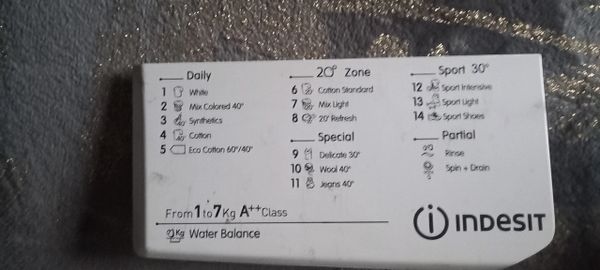 Daily
1 White
2 Mix Colored 40°
3 Synthetics
4 Cotton
5 Eco Cotton 60°/40°
20° Zone
6 Cotton Standard
7 Mix Light
8 20' Refresh
Special
9 Delicate 30°
10 Wool 40°
11 Jeans 40°
Sport 30°
12 Sport Intensive
13 Sport Light
14 Sport Shoes
Partial
Rinse
Spin + Drain
From 1 to 7 Kg A++ Class
Kg Water Balance
INDESIT